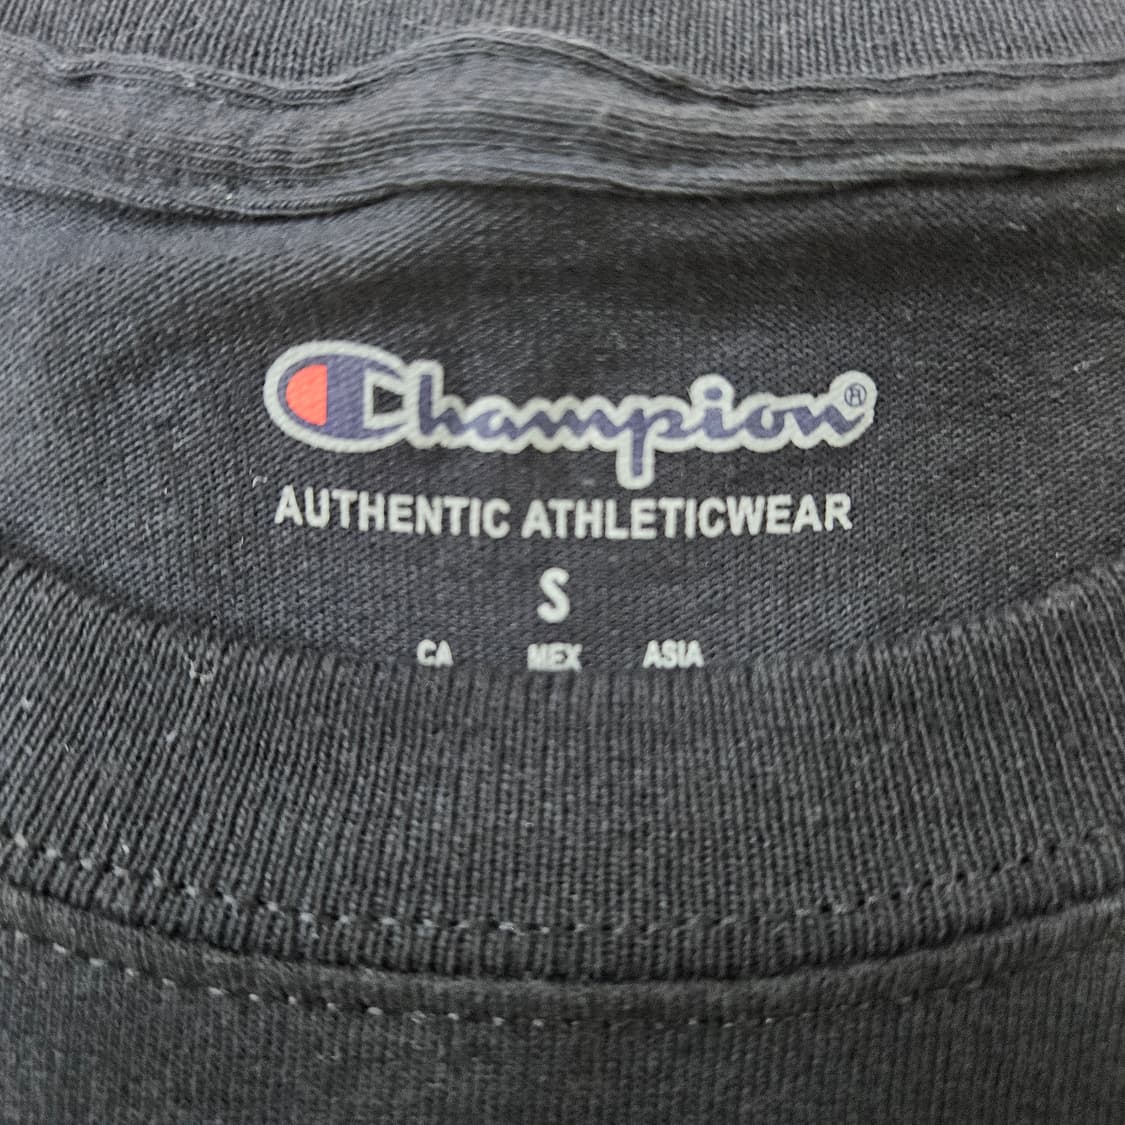 Champion®
AUTHENTIC ATHLETICWEAR
S
CA MEX ASIA